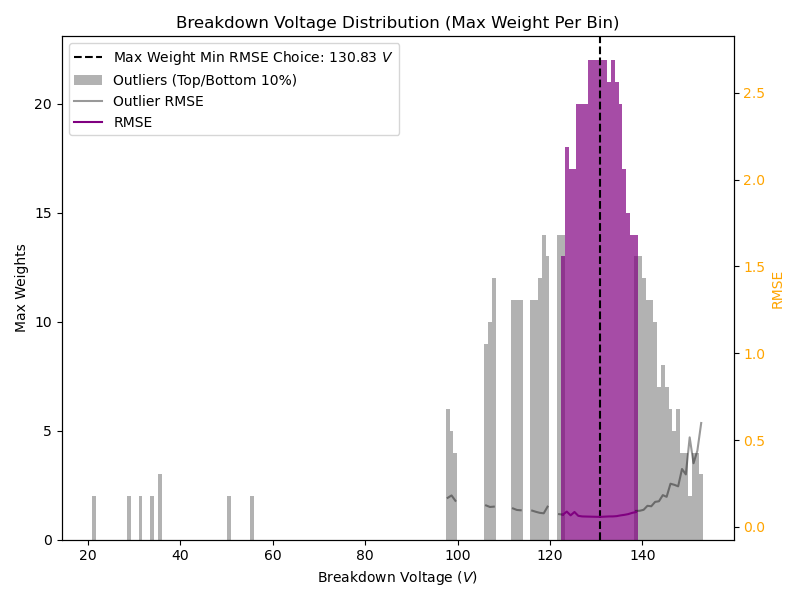 Breakdown Voltage Distribution (Max Weight Per Bin)
Max Weight Min RMSE Choice: 130.83 V
Outliers (Top/Bottom 10%)
Outlier RMSE
RMSE
Max Weights
20
15
10
5
0
2.5
2.0
1.5
1.0
0.5
0.0
RMSE
20 40 60 80 100 120 140
Breakdown Voltage (V)